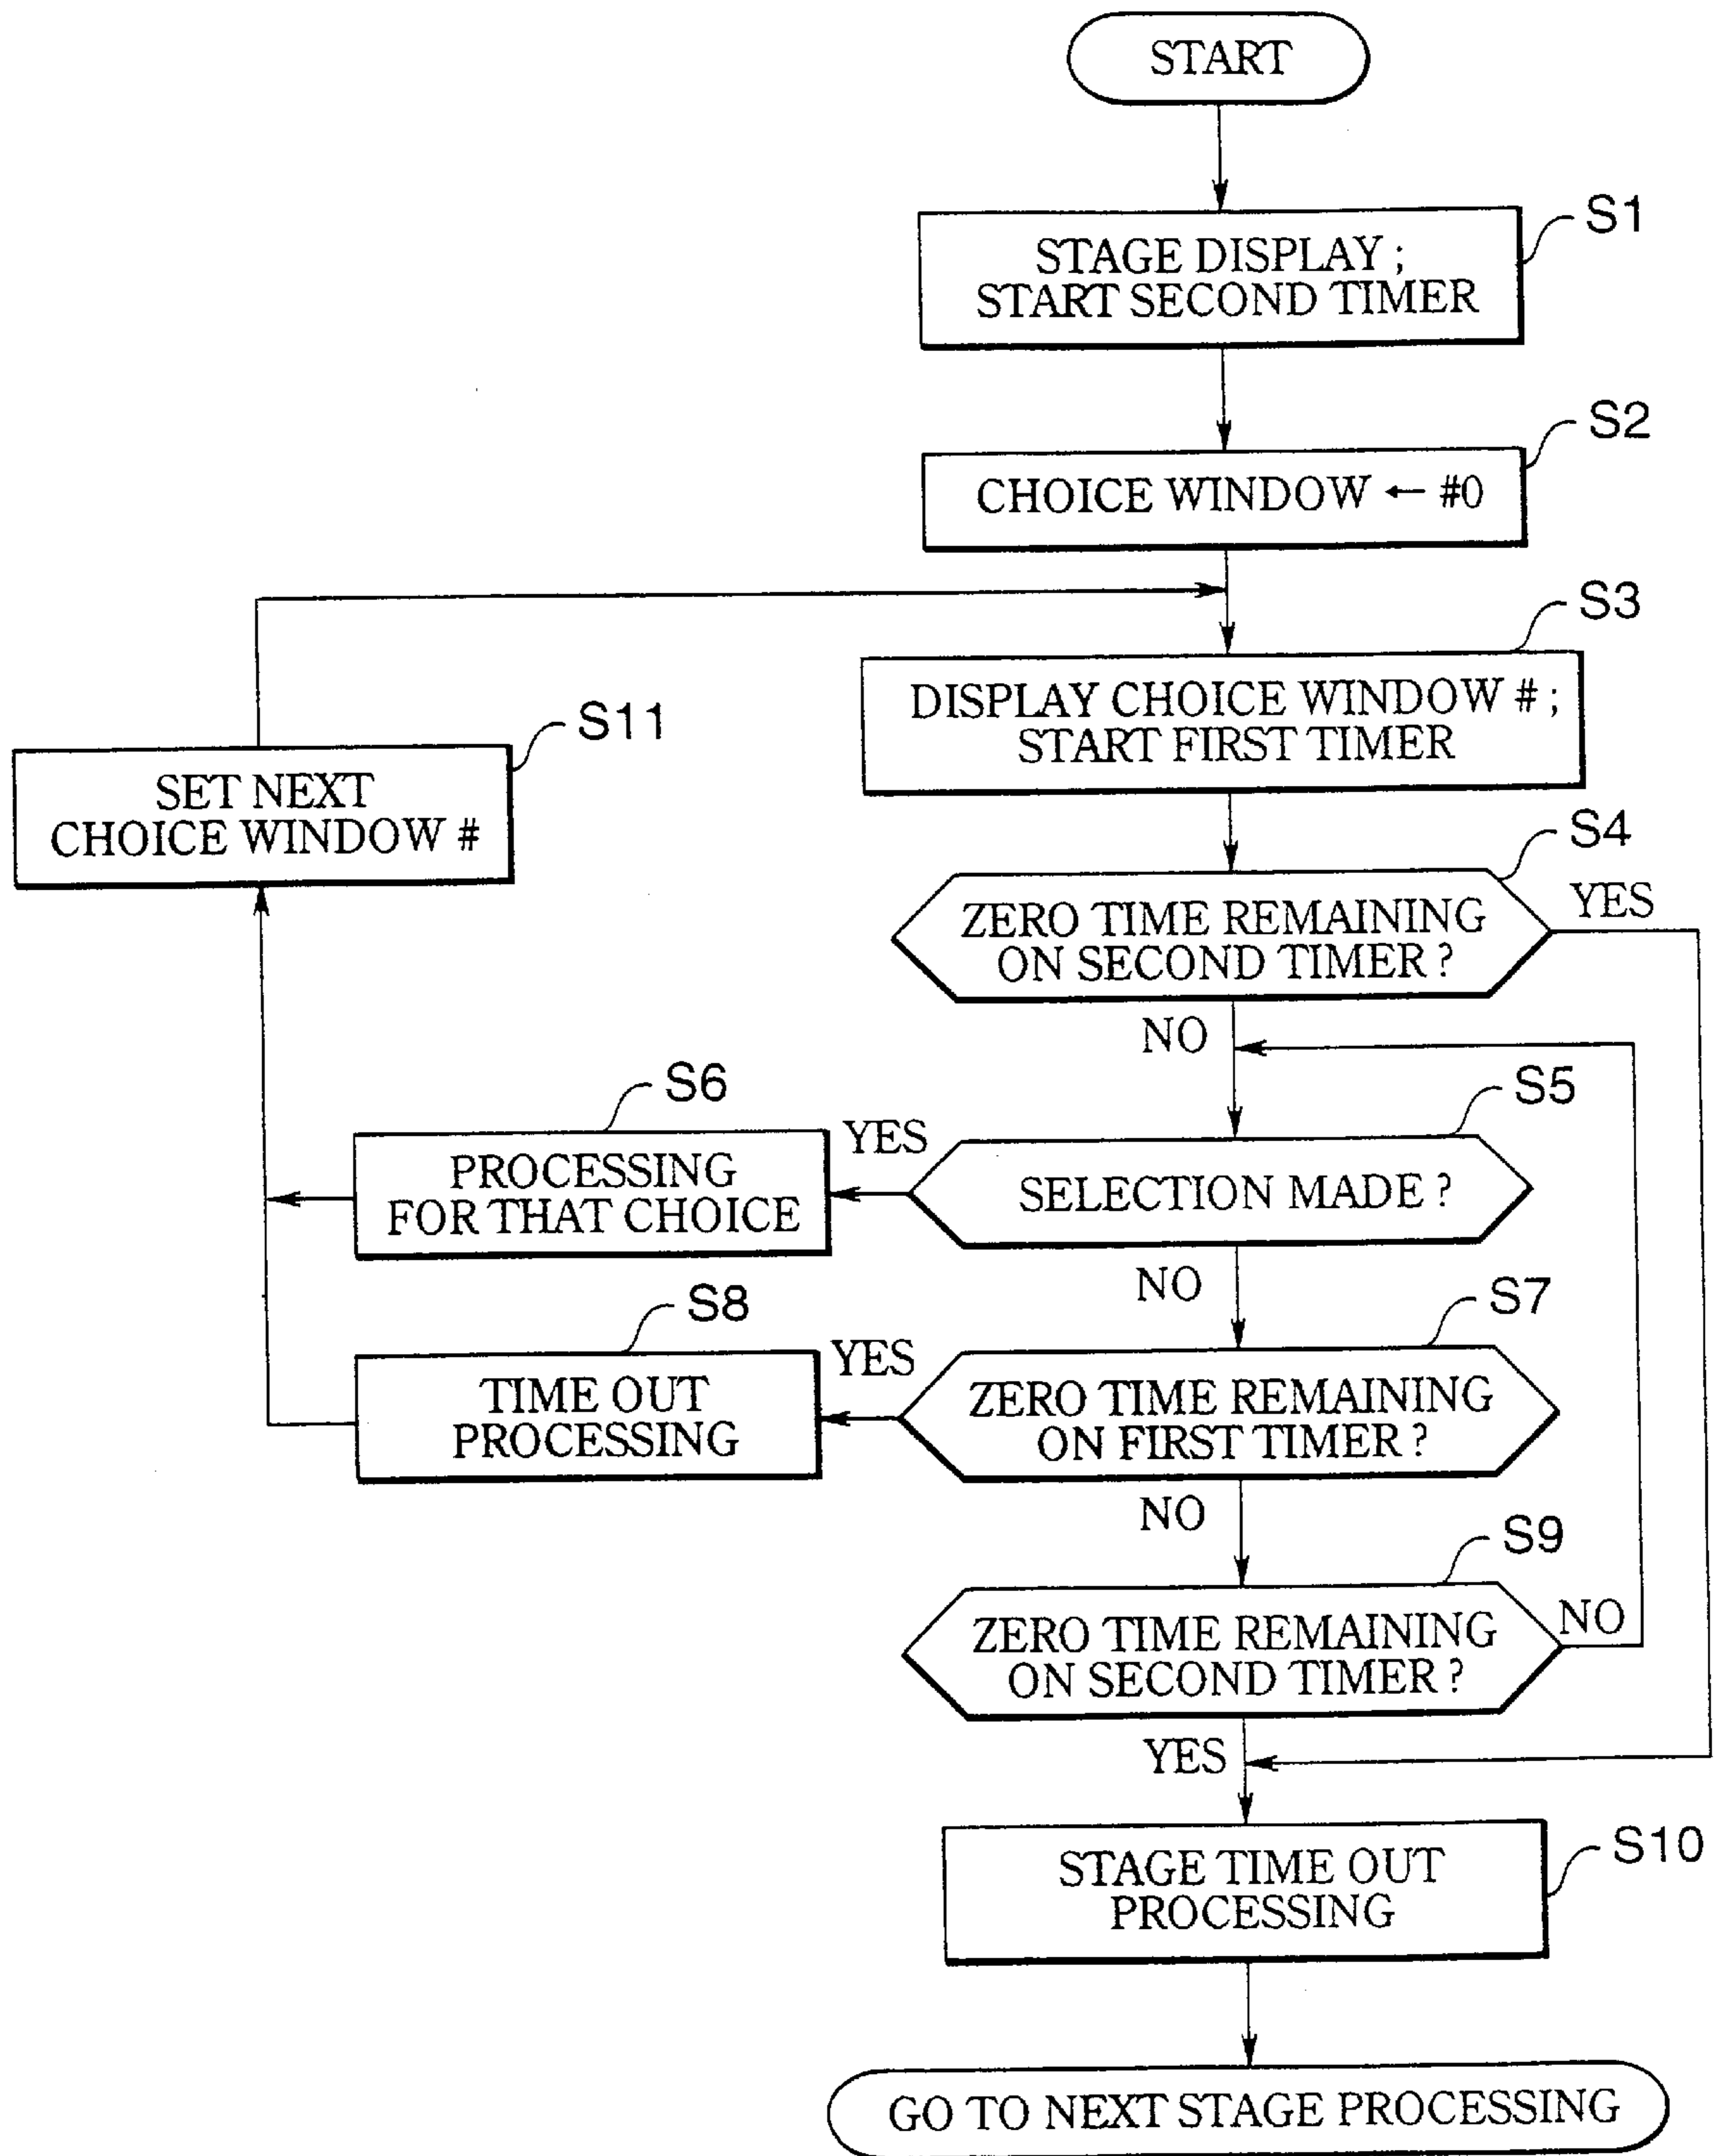 START
S1
STAGE DISPLAY ;
START SECOND TIMER
S2
CHOICE WINDOW ← #0
S3
DISPLAY CHOICE WINDOW # ;
START FIRST TIMER
S11
SET NEXT
CHOICE WINDOW #
S4
ZERO TIME REMAINING
ON SECOND TIMER ?
YES
NO
S5
SELECTION MADE ?
YES
S6
PROCESSING
FOR THAT CHOICE
NO
S7
ZERO TIME REMAINING
ON FIRST TIMER ?
YES
S8
TIME OUT
PROCESSING
NO
S9
ZERO TIME REMAINING
ON SECOND TIMER ?
NO
YES
S10
STAGE TIME OUT
PROCESSING
GO TO NEXT STAGE PROCESSING